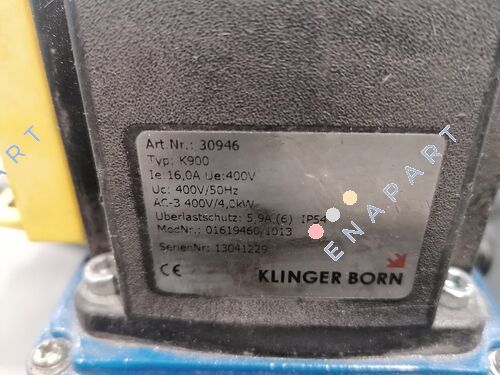 Art.Nr.: 30946
Typ: K900
Ie:16,0A Ue:400V
Uc: 400V/50Hz
AC-3 400V/4,0kW
Überlastschutz: 5,9A (6) IP54
ModNr.: 01619460/1013
SerienNr: 13041229
CE KLINGER BORN
ENAPART
ENAPART